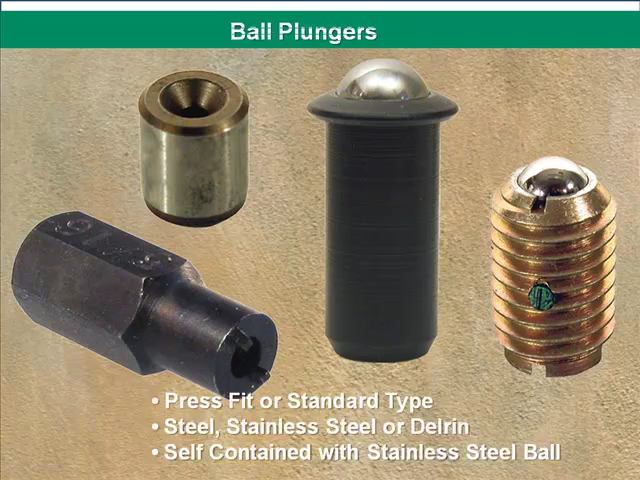 Ball Plungers
• Press Fit or Standard Type
• Steel, Stainless Steel or Delrin
• Self Contained with Stainless Steel Ball